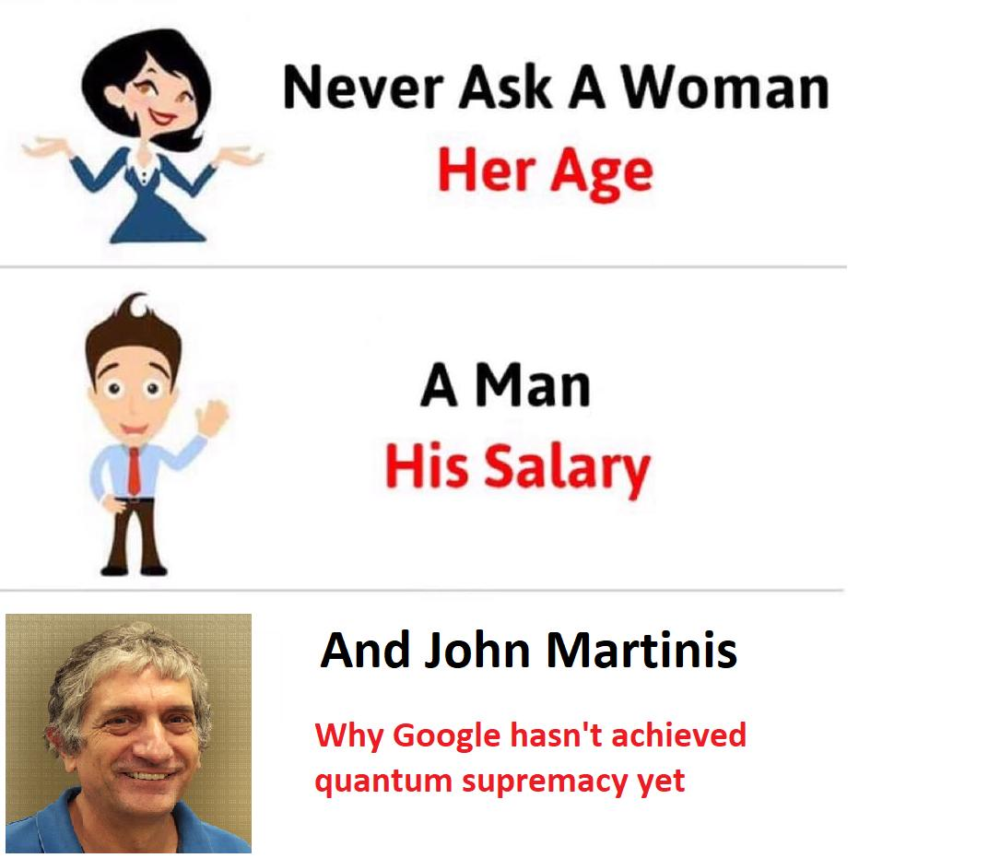 Never Ask A Woman
Her Age
A Man
His Salary
And John Martinis
Why Google hasn't achieved
quantum supremacy yet